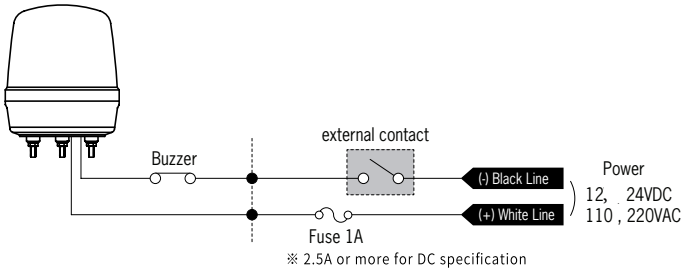 external contact
Buzzer
(-) Black Line
Power
12, 24VDC
(+) White Line
110 , 220VAC
Fuse 1A
※ 2.5A or more for DC specification